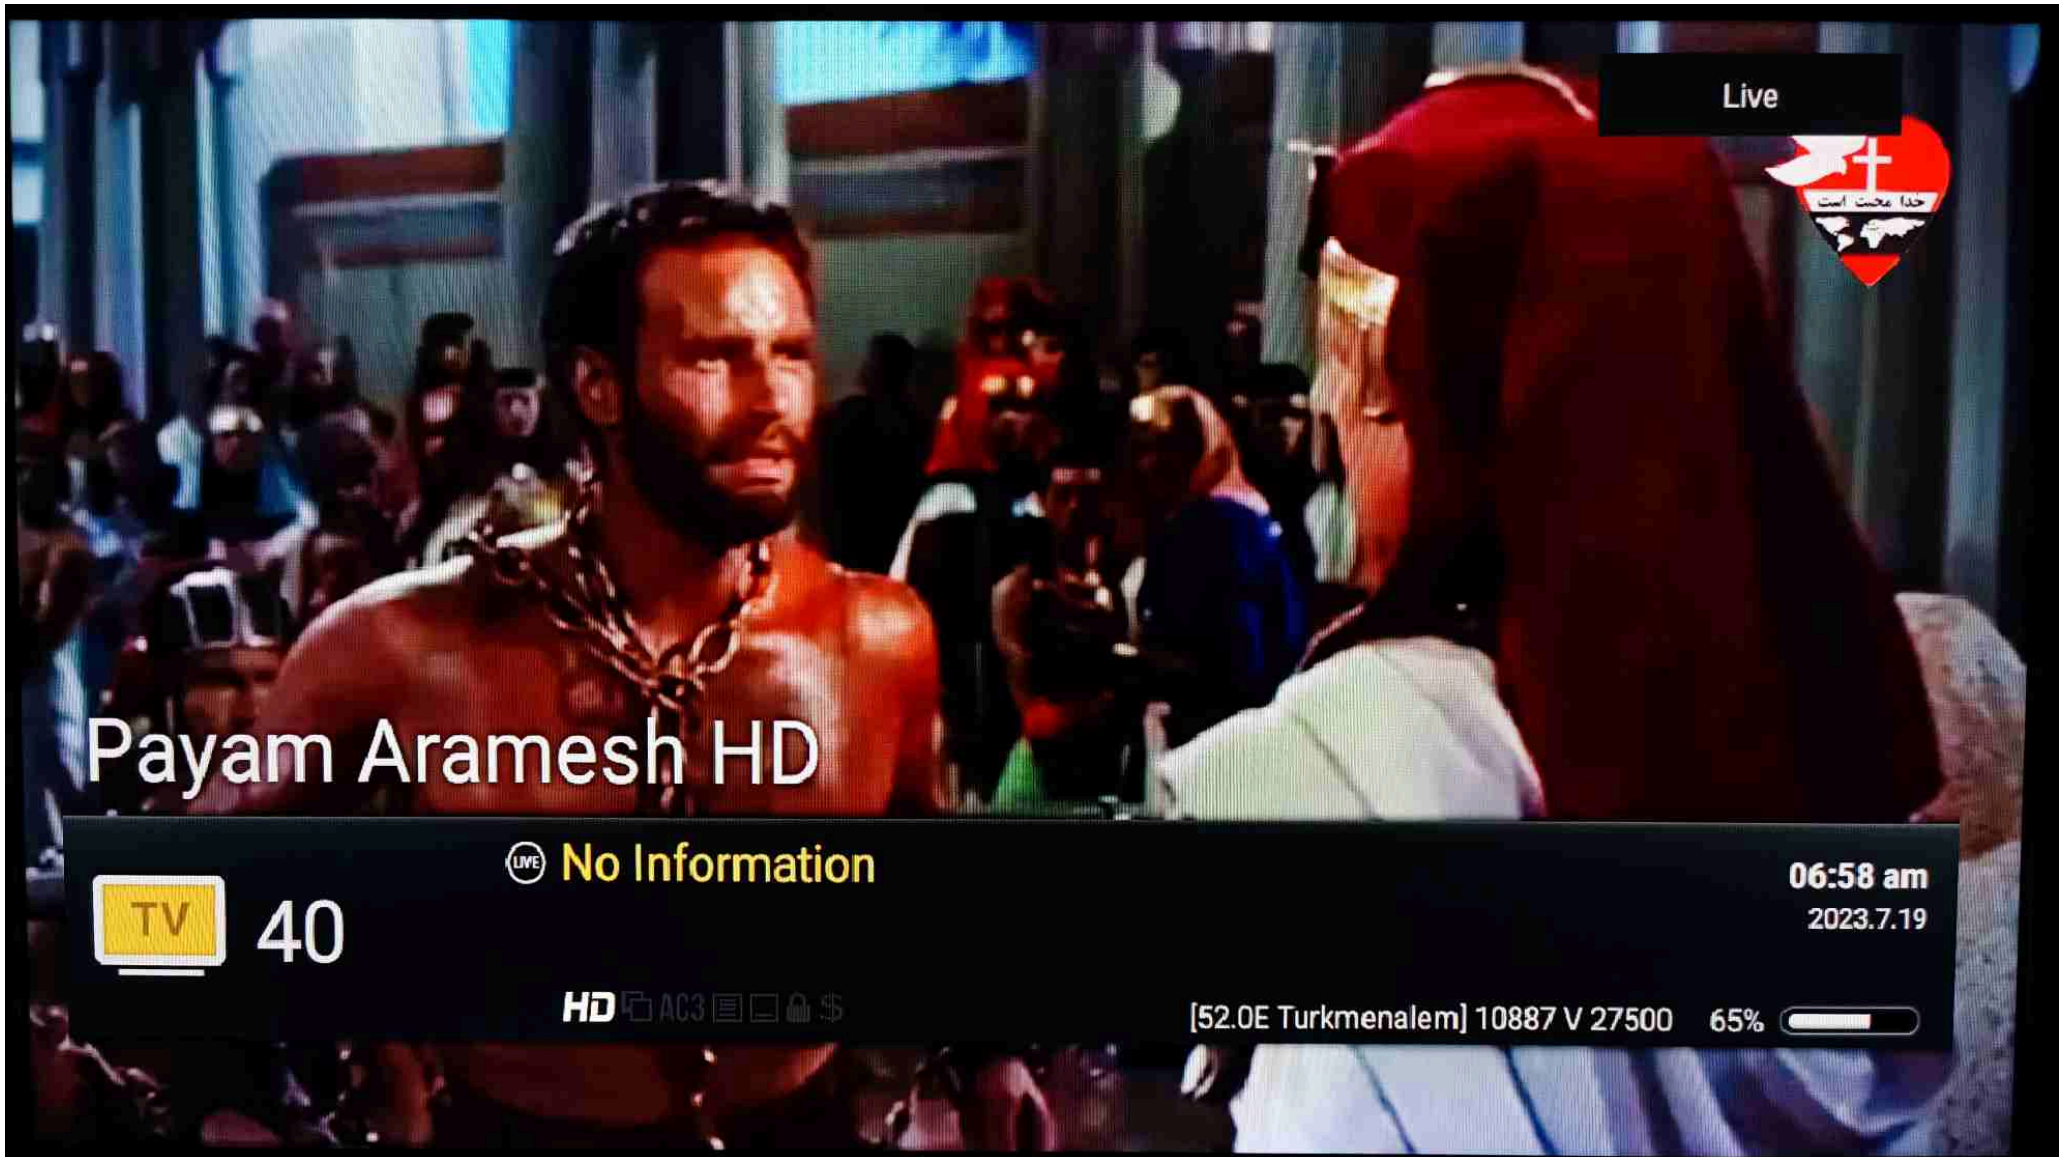 Live
خدا محبت است
Payam Aramesh HD
LIVE No Information
06:58 am
TV 40
2023.7.19
HD AC3 $
[52.0E Turkmenalem] 10887 V 27500 65%